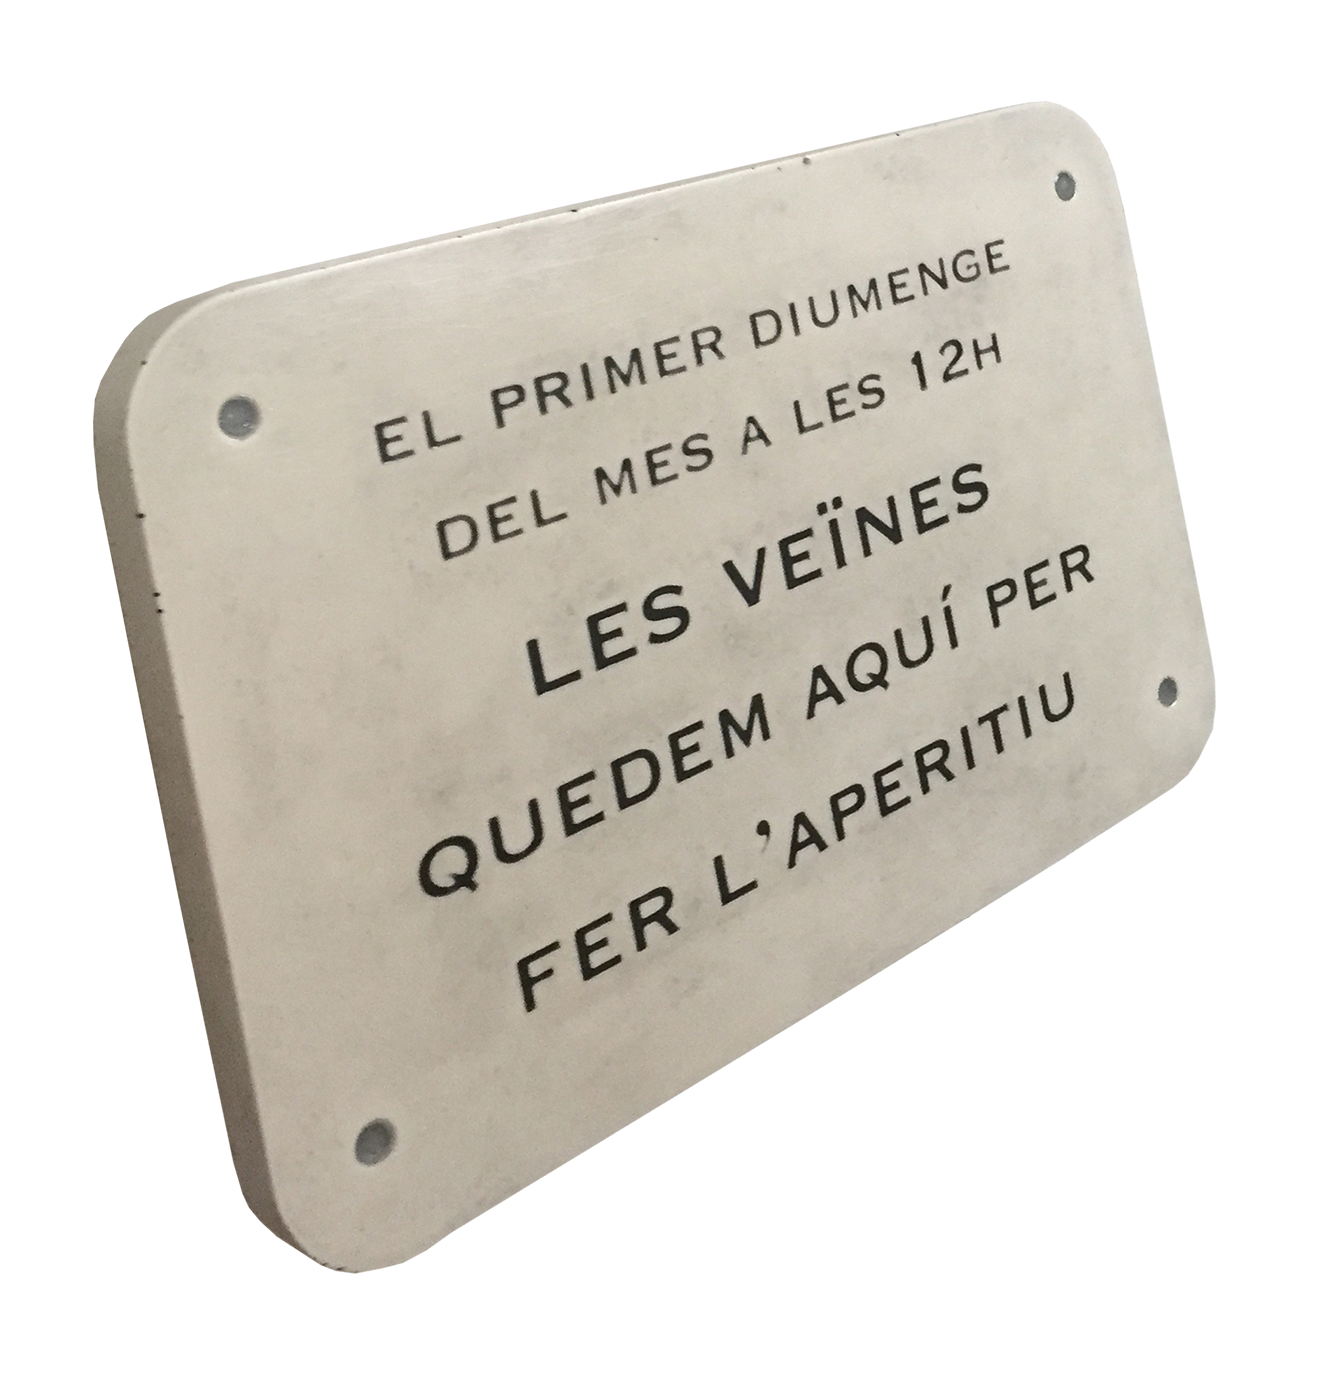 EL PRIMER DIUMENGE
DEL MES A LES 12H
LES VEÏNES
QUEDEM AQUÍ PER
FER L'APERITIU